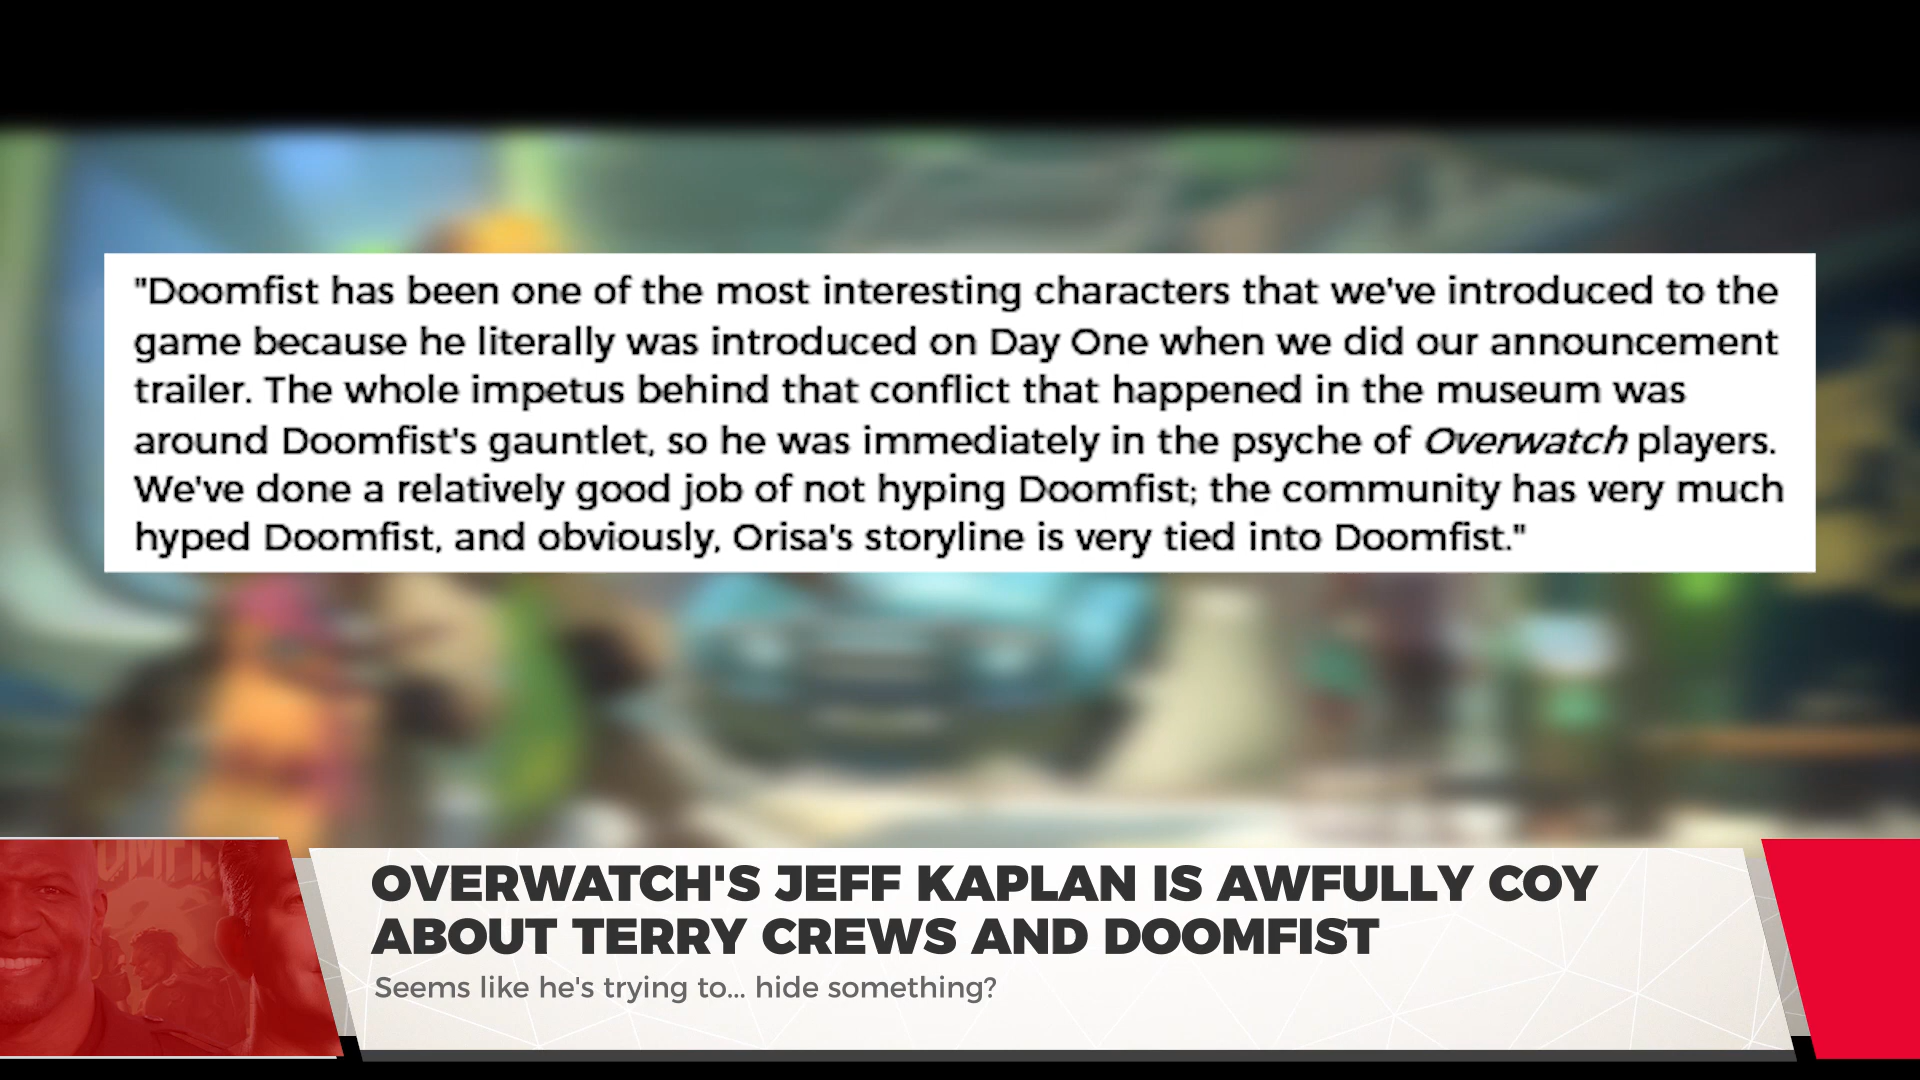 "Doomfist has been one of the most interesting characters that we've introduced to the
game because he literally was introduced on Day One when we did our announcement
trailer. The whole impetus behind that conflict that happened in the museum was
around Doomfist's gauntlet, so he was immediately in the psyche of Overwatch players.
We've done a relatively good job of not hyping Doomfist; the community has very much
hyped Doomfist, and obviously, Orisa's storyline is very tied into Doomfist."
OVERWATCH'S JEFF KAPLAN IS AWFULLY COY
ABOUT TERRY CREWS AND DOOMFIST
Seems like he's trying to... hide something?